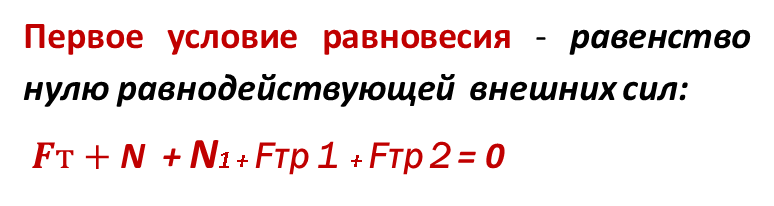 Первое условие равновесия - равенство
нулю равнодействующей внешних сил:
Fт + N + N1 + Fтр 1 + Fтр 2 = 0